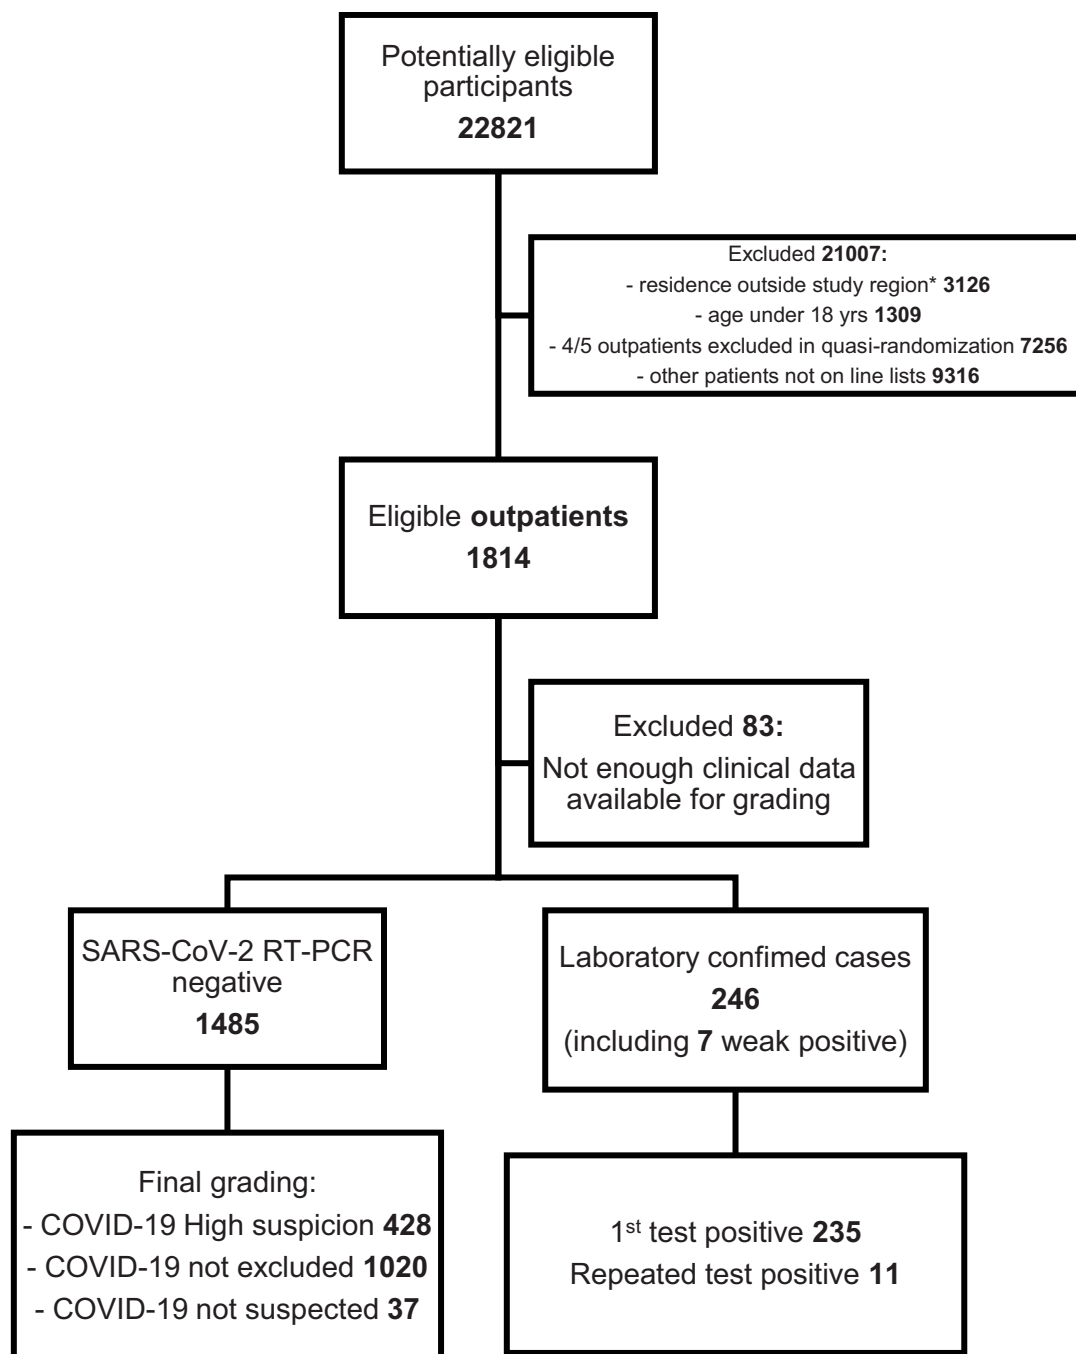 Potentially eligible
participants
22821
Excluded 21007:
- residence outside study region* 3126
- age under 18 yrs 1309
- 4/5 outpatients excluded in quasi-randomization 7256
- other patients not on line lists 9316
Eligible outpatients
1814
Excluded 83:
Not enough clinical data
available for grading
SARS-CoV-2 RT-PCR
negative
1485
Laboratory confimed cases
246
(including 7 weak positive)
Final grading:
- COVID-19 High suspicion 428
- COVID-19 not excluded 1020
- COVID-19 not suspected 37
1st test positive 235
Repeated test positive 11